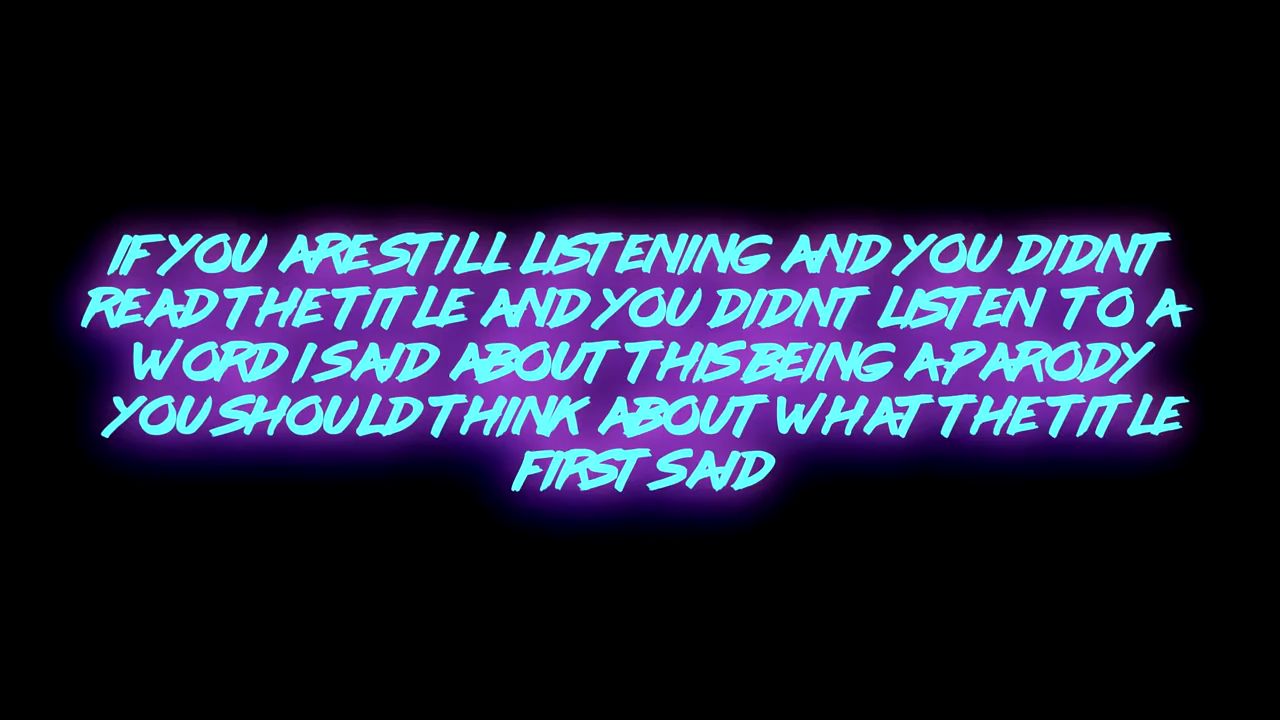 IF YOU ARE STILL LISTENING AND YOU DIDNT
READ THE TITLE AND YOU DIDNT LISTEN TO A
WORD I SAID ABOUT THIS BEING A PARODY
YOU SHOULD THINK ABOUT WHAT THE TITLE
FIRST SAID